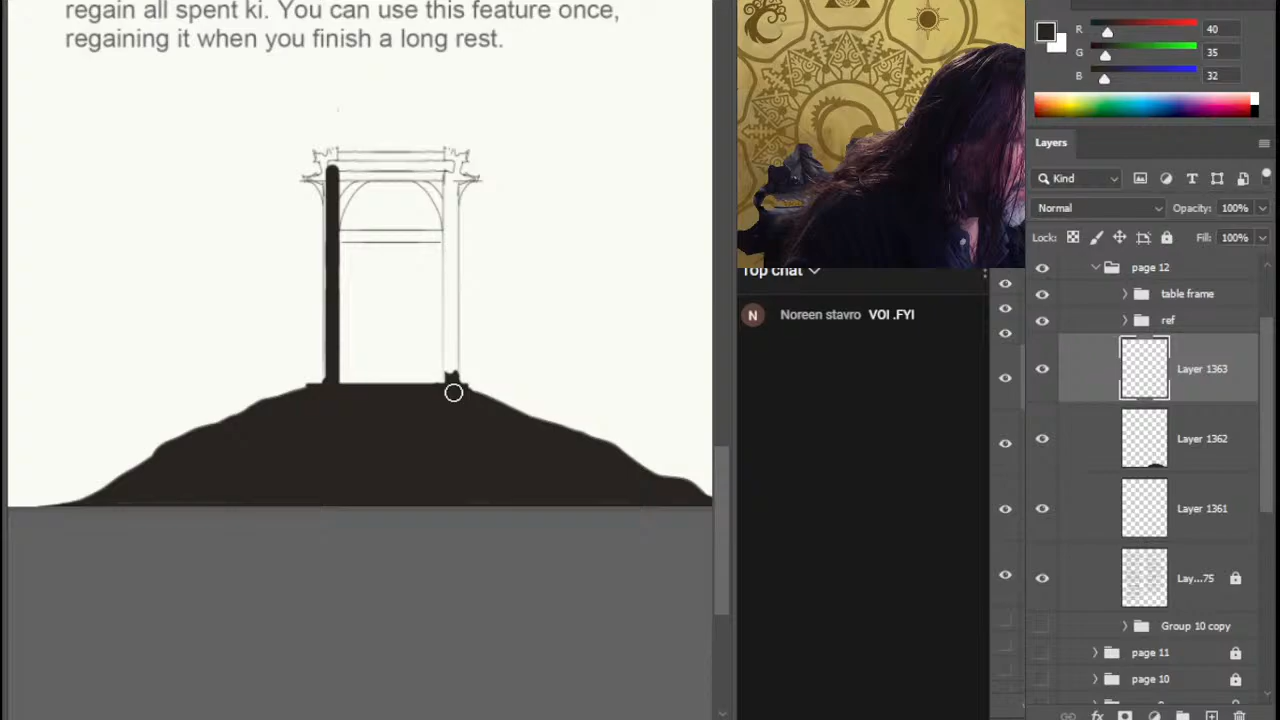 regain all spent ki. You can use this feature once,
regaining it when you finish a long rest.
Top chat
N Noreen stavro VOI .FYI
R 40
G 35
B 32
Layers
Kind
Normal Opacity: 100%
Lock: Fill: 100%
page 12
table frame
ref
Layer 1363
Layer 1362
Layer 1361
Lay...75
Group 10 copy
page 11
page 10
fx